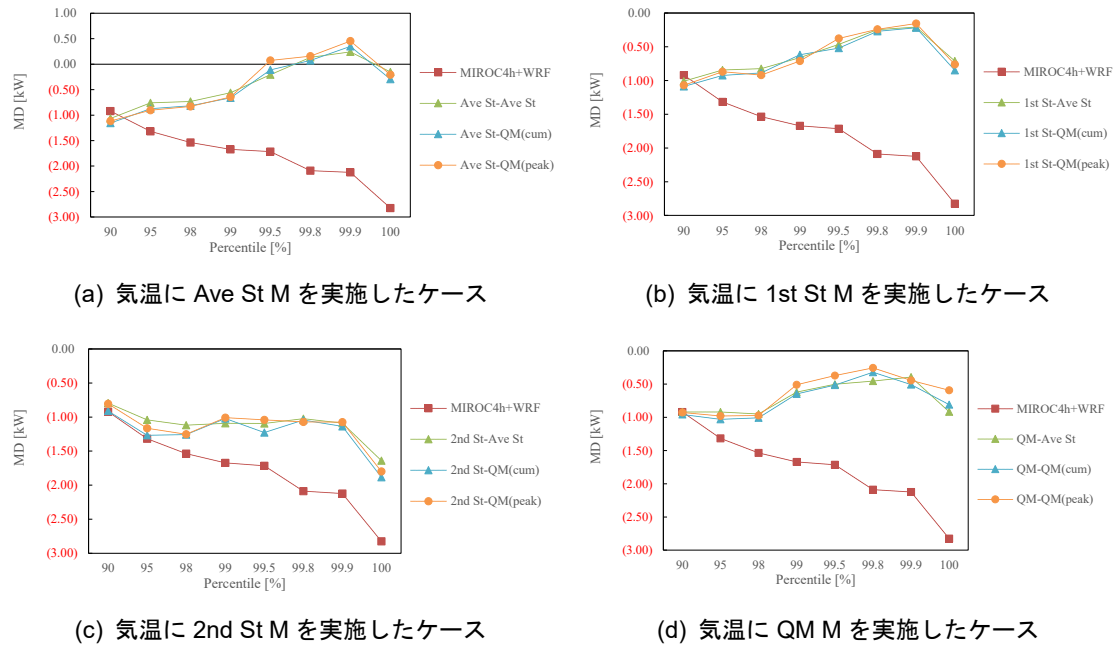 1.00
0.50
0.00
(0.50)
(1.00)
(1.50)
(2.00)
(2.50)
(3.00)
MD [kW]
90 95 98 99 99.5 99.8 99.9 100
Percentile [%]
MIROC4h+WRF
Ave St-Ave St
Ave St-QM(cum)
Ave St-QM(peak)
(a) 気温に Ave St M を実施したケース
0.00
(0.50)
(1.00)
(1.50)
(2.00)
(2.50)
(3.00)
MD [kW]
90 95 98 99 99.5 99.8 99.9 100
Percentile [%]
MIROC4h+WRF
1st St-Ave St
1st St-QM(cum)
1st St-QM(peak)
(b) 気温に 1st St M を実施したケース
0.00
(0.50)
(1.00)
(1.50)
(2.00)
(2.50)
(3.00)
MD [kW]
90 95 98 99 99.5 99.8 99.9 100
Percentile [%]
MIROC4h+WRF
2nd St-Ave St
2nd St-QM(cum)
2nd St-QM(peak)
(c) 気温に 2nd St M を実施したケース
0.00
(0.50)
(1.00)
(1.50)
(2.00)
(2.50)
(3.00)
MD [kW]
90 95 98 99 99.5 99.8 99.9 100
Percentile [%]
MIROC4h+WRF
QM-Ave St
QM-QM(cum)
QM-QM(peak)
(d) 気温に QM M を実施したケース